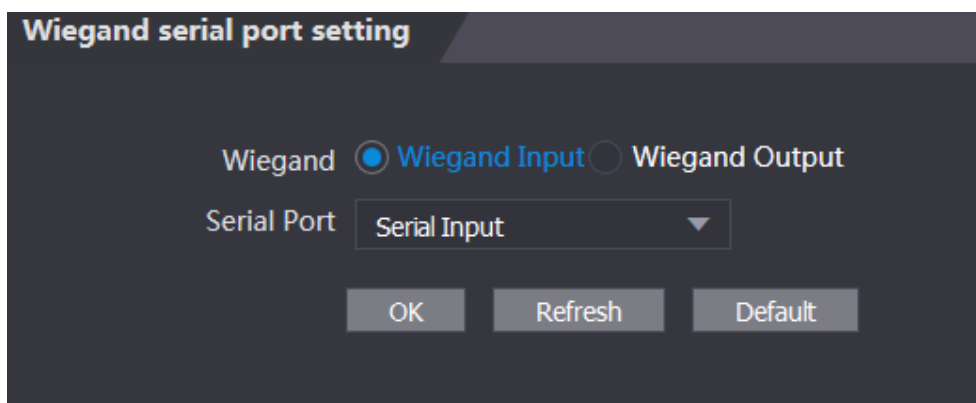 Wiegand serial port setting
Wiegand Wiegand Input Wiegand Output
Serial Port Serial Input
OK Refresh Default